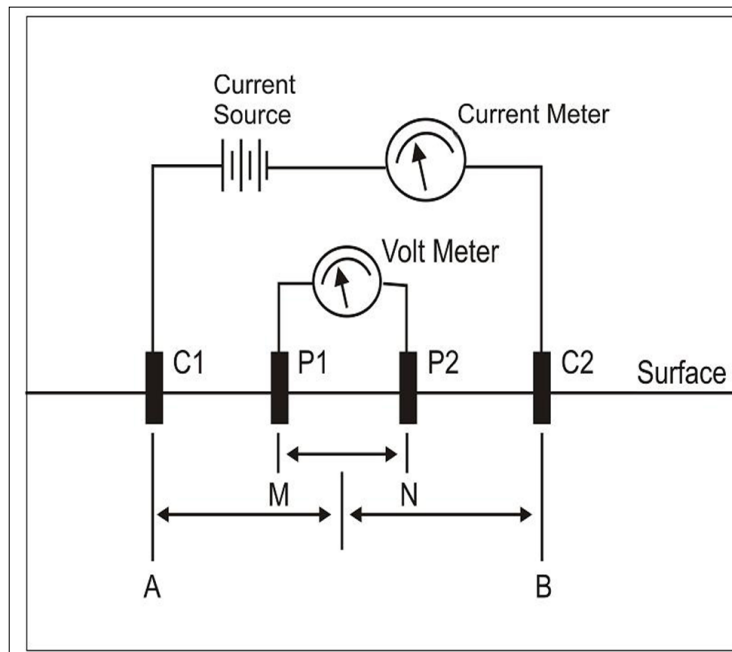 Current
Source
Current Meter
Volt Meter
C1
P1
P2
C2
Surface
M
N
A
B